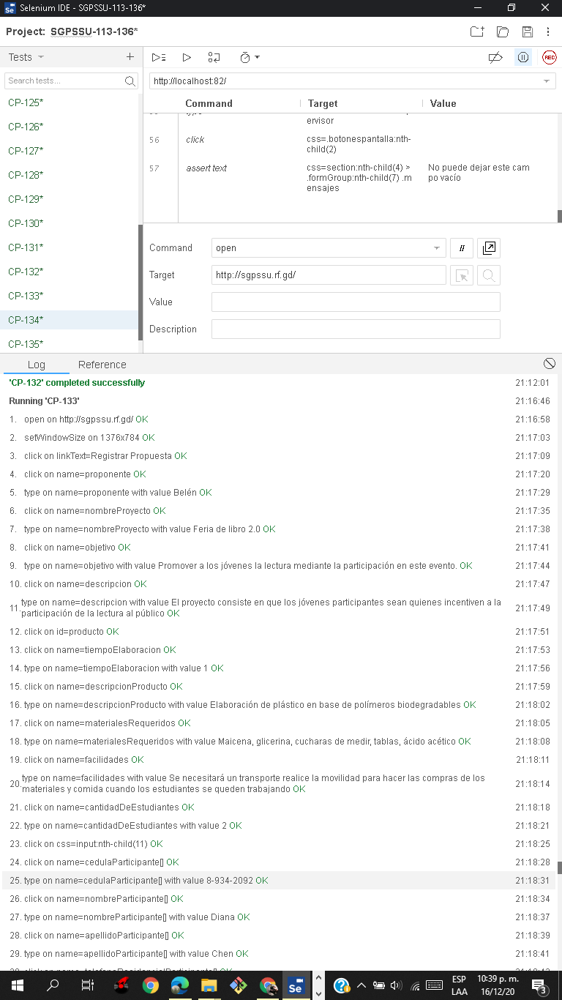 Selenium IDE - SGPSSU-113-136*
Project: SGPSSU-113-136*
Tests
REC
Search tests...
http://localhost:82/
Command Target Value
CP-125*
CP-126*
CP-127*
CP-128*
CP-129*
CP-130*
CP-131*
CP-132*
CP-133*
CP-134*
CP-135*
ervisor
56 click css=.botonespantalla:nth-
child(2)
57 assert text css=section:nth-child(4) > No puede dejar este cam
.formGroup:nth-child(7) .m po vacío
ensajes
Command open //
Target http://sgpssu.rf.gd/
Value
Description
Log Reference
'CP-132' completed successfully 21:12:01
Running 'CP-133' 21:16:46
1. open on http://sgpssu.rf.gd/ OK 21:16:58
2. setWindowSize on 1376x784 OK 21:17:03
3. click on linkText=Registrar Propuesta OK 21:17:09
4. click on name=proponente OK 21:17:20
5. type on name=proponente with value Belén OK 21:17:29
6. click on name=nombreProyecto OK 21:17:35
7. type on name=nombreProyecto with value Feria de libro 2.0 OK 21:17:38
8. click on name=objetivo OK 21:17:41
9. type on name=objetivo with value Promover a los jóvenes la lectura mediante la participación en este evento. OK 21:17:44
10. click on name=descripcion OK 21:17:47
11. type on name=descripcion with value El proyecto consiste en que los jóvenes participantes sean quienes incentiven a la 21:17:49
participación de la lectura al público OK
12. click on id=producto OK 21:17:51
13. click on name=tiempoElaboracion OK 21:17:53
14. type on name=tiempoElaboracion with value 1 OK 21:17:56
15. click on name=descripcionProducto OK 21:17:59
16. type on name=descripcionProducto with value Elaboración de plástico en base de polímeros biodegradables OK 21:18:02
17. click on name=materialesRequeridos OK 21:18:05
18. type on name=materialesRequeridos with value Maicena, glicerina, cucharas de medir, tablas, ácido acético OK 21:18:08
19. click on name=facilidades OK 21:18:11
20. type on name=facilidades with value Se necesitará un transporte realice la movilidad para hacer las compras de los 21:18:14
materiales y comida cuando los estudiantes se queden trabajando OK
21. click on name=cantidadDeEstudiantes OK 21:18:18
22. type on name=cantidadDeEstudiantes with value 2 OK 21:18:21
23. click on css=input:nth-child(11) OK 21:18:25
24. click on name=cedulaParticipante[] OK 21:18:28
25. type on name=cedulaParticipante[] with value 8-934-2092 OK 21:18:31
26. click on name=nombreParticipante[] OK 21:18:34
27. type on name=nombreParticipante[] with value Diana OK 21:18:37
28. click on name=apellidoParticipante[] OK 21:18:39
29. type on name=apellidoParticipante[] with value Chen OK 21:18:41
ESP 10:39 p. m.
LAA 16/12/20 3